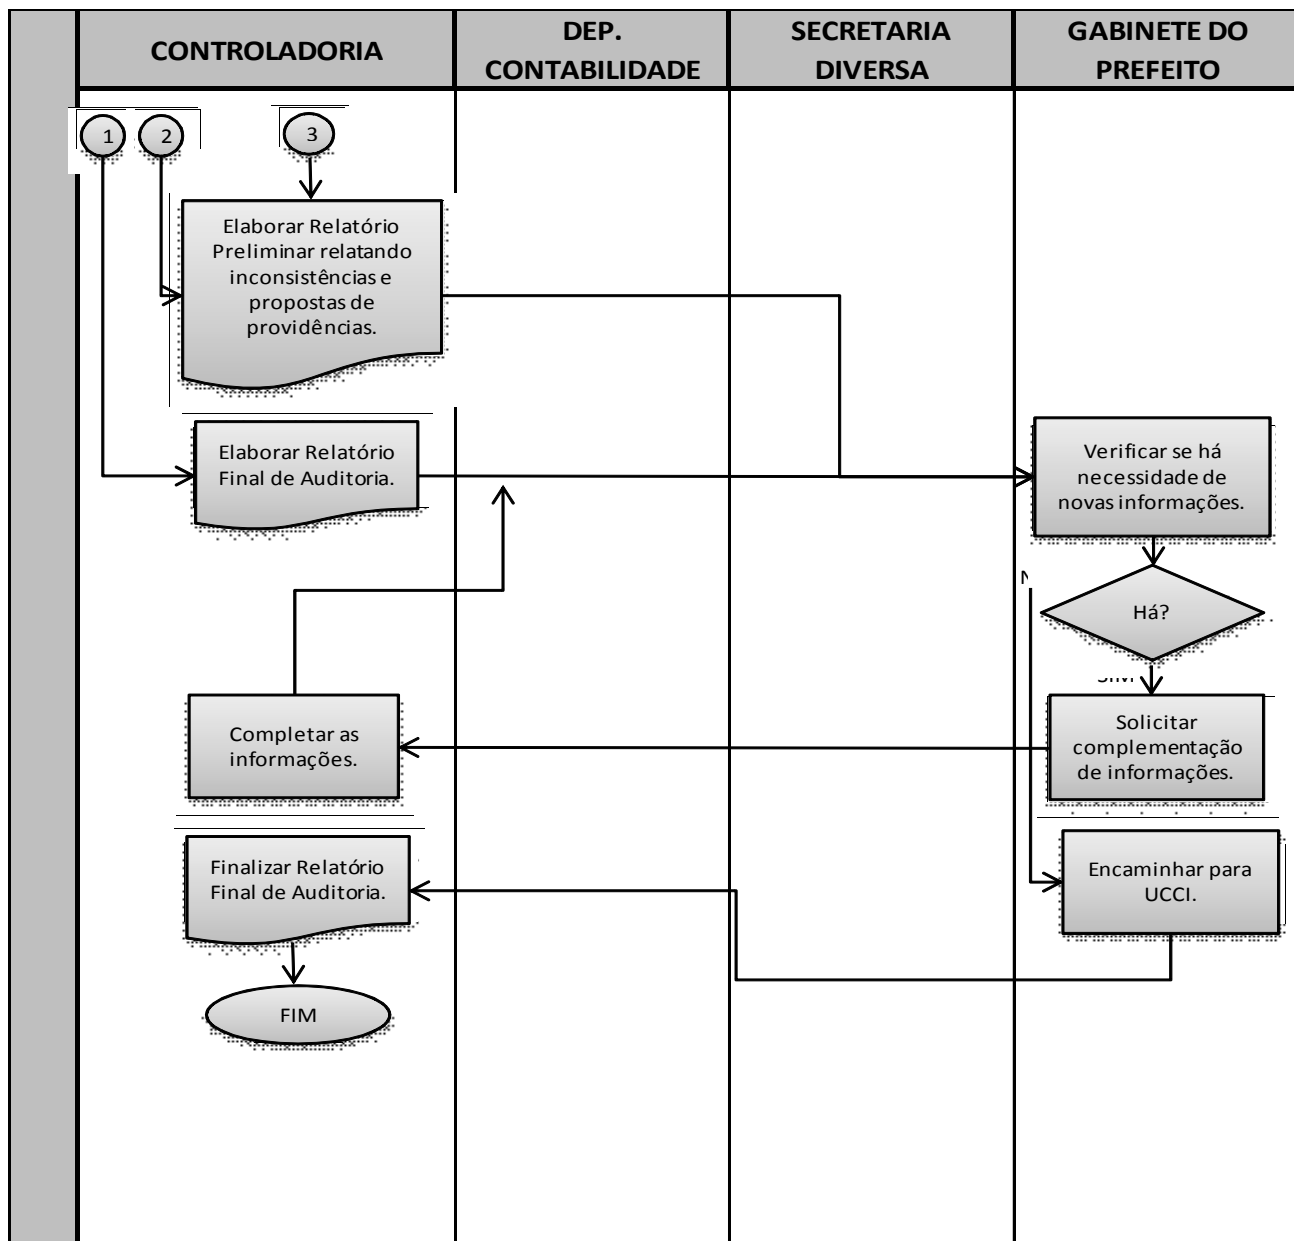 CONTROLADORIA
DEP.
CONTABILIDADE
SECRETARIA
DIVERSA
GABINETE DO
PREFEITO
1
2
3
Elaborar Relatório
Preliminar relatando
inconsistências e
propostas de
providências.
Elaborar Relatório
Final de Auditoria.
Verificar se há
necessidade de
novas informações.
Há?
SIM
Completar as
informações.
Solicitar
complementação
de informações.
Finalizar Relatório
Final de Auditoria.
Encaminhar para
UCCI.
FIM